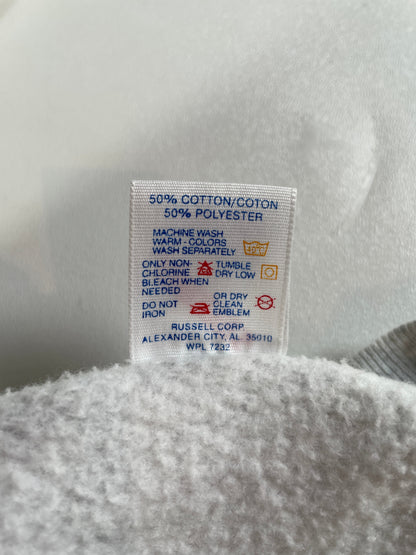 50% COTTON/COTON
50% POLYESTER
MACHINE WASH
WARM - COLORS
WASH SEPARATELY
ONLY NON- TUMBLE
CHLORINE DRY LOW
BLEACH WHEN
NEEDED
DO NOT OR DRY
IRON CLEAN
EMBLEM
RUSSELL CORP.
ALEXANDER CITY, AL. 35010
WPL 7232